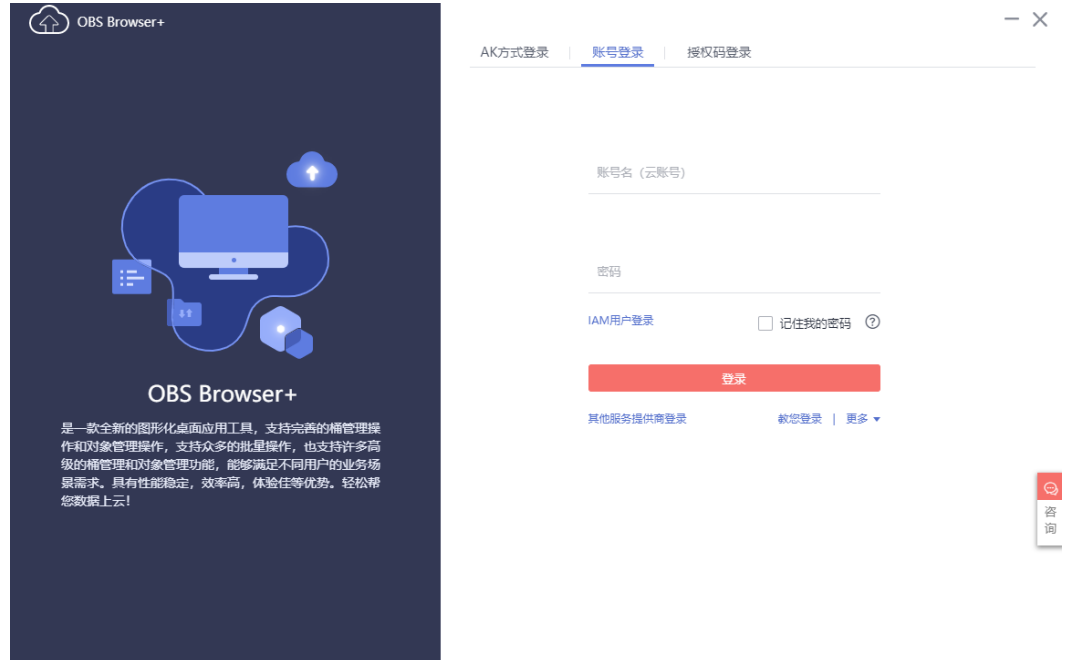 OBS Browser+
AK方式登录
账号登录
授权码登录
账号名（云账号）
密码
IAM用户登录
记住我的密码
登录
其他服务提供商登录
教您登录 | 更多
OBS Browser+
是一款全新的图形化桌面应用工具，支持完善的桶管理操
作和对象管理操作，支持众多的批量操作，也支持许多高
级的桶管理和对象管理功能，能够满足不同用户的业务场
景需求。具有性能稳定，效率高，体验佳等优势。轻松帮
您数据上云！
咨
询